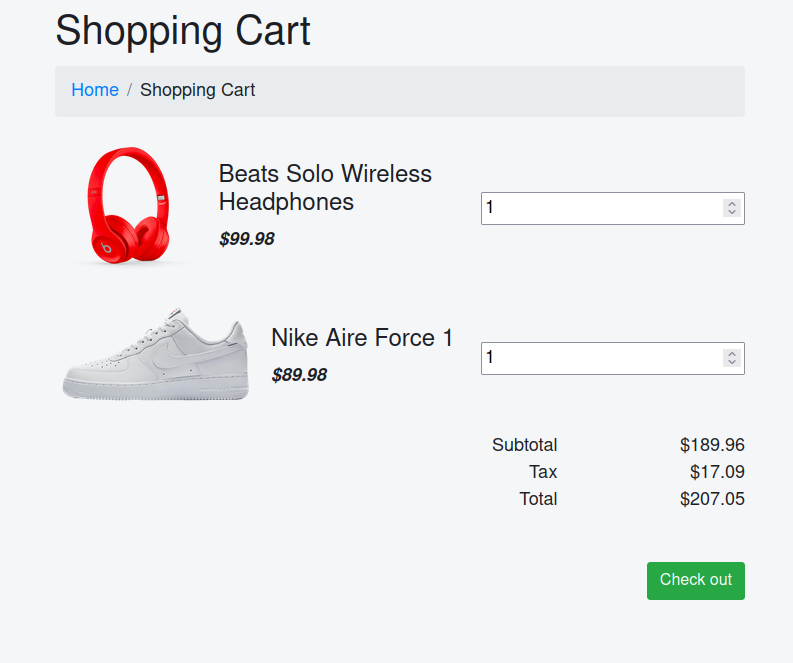 Shopping Cart
Home / Shopping Cart
Beats Solo Wireless
Headphones
$99.98
1
Nike Aire Force 1
$89.98
1
Subtotal $189.96
Tax $17.09
Total $207.05
Check out